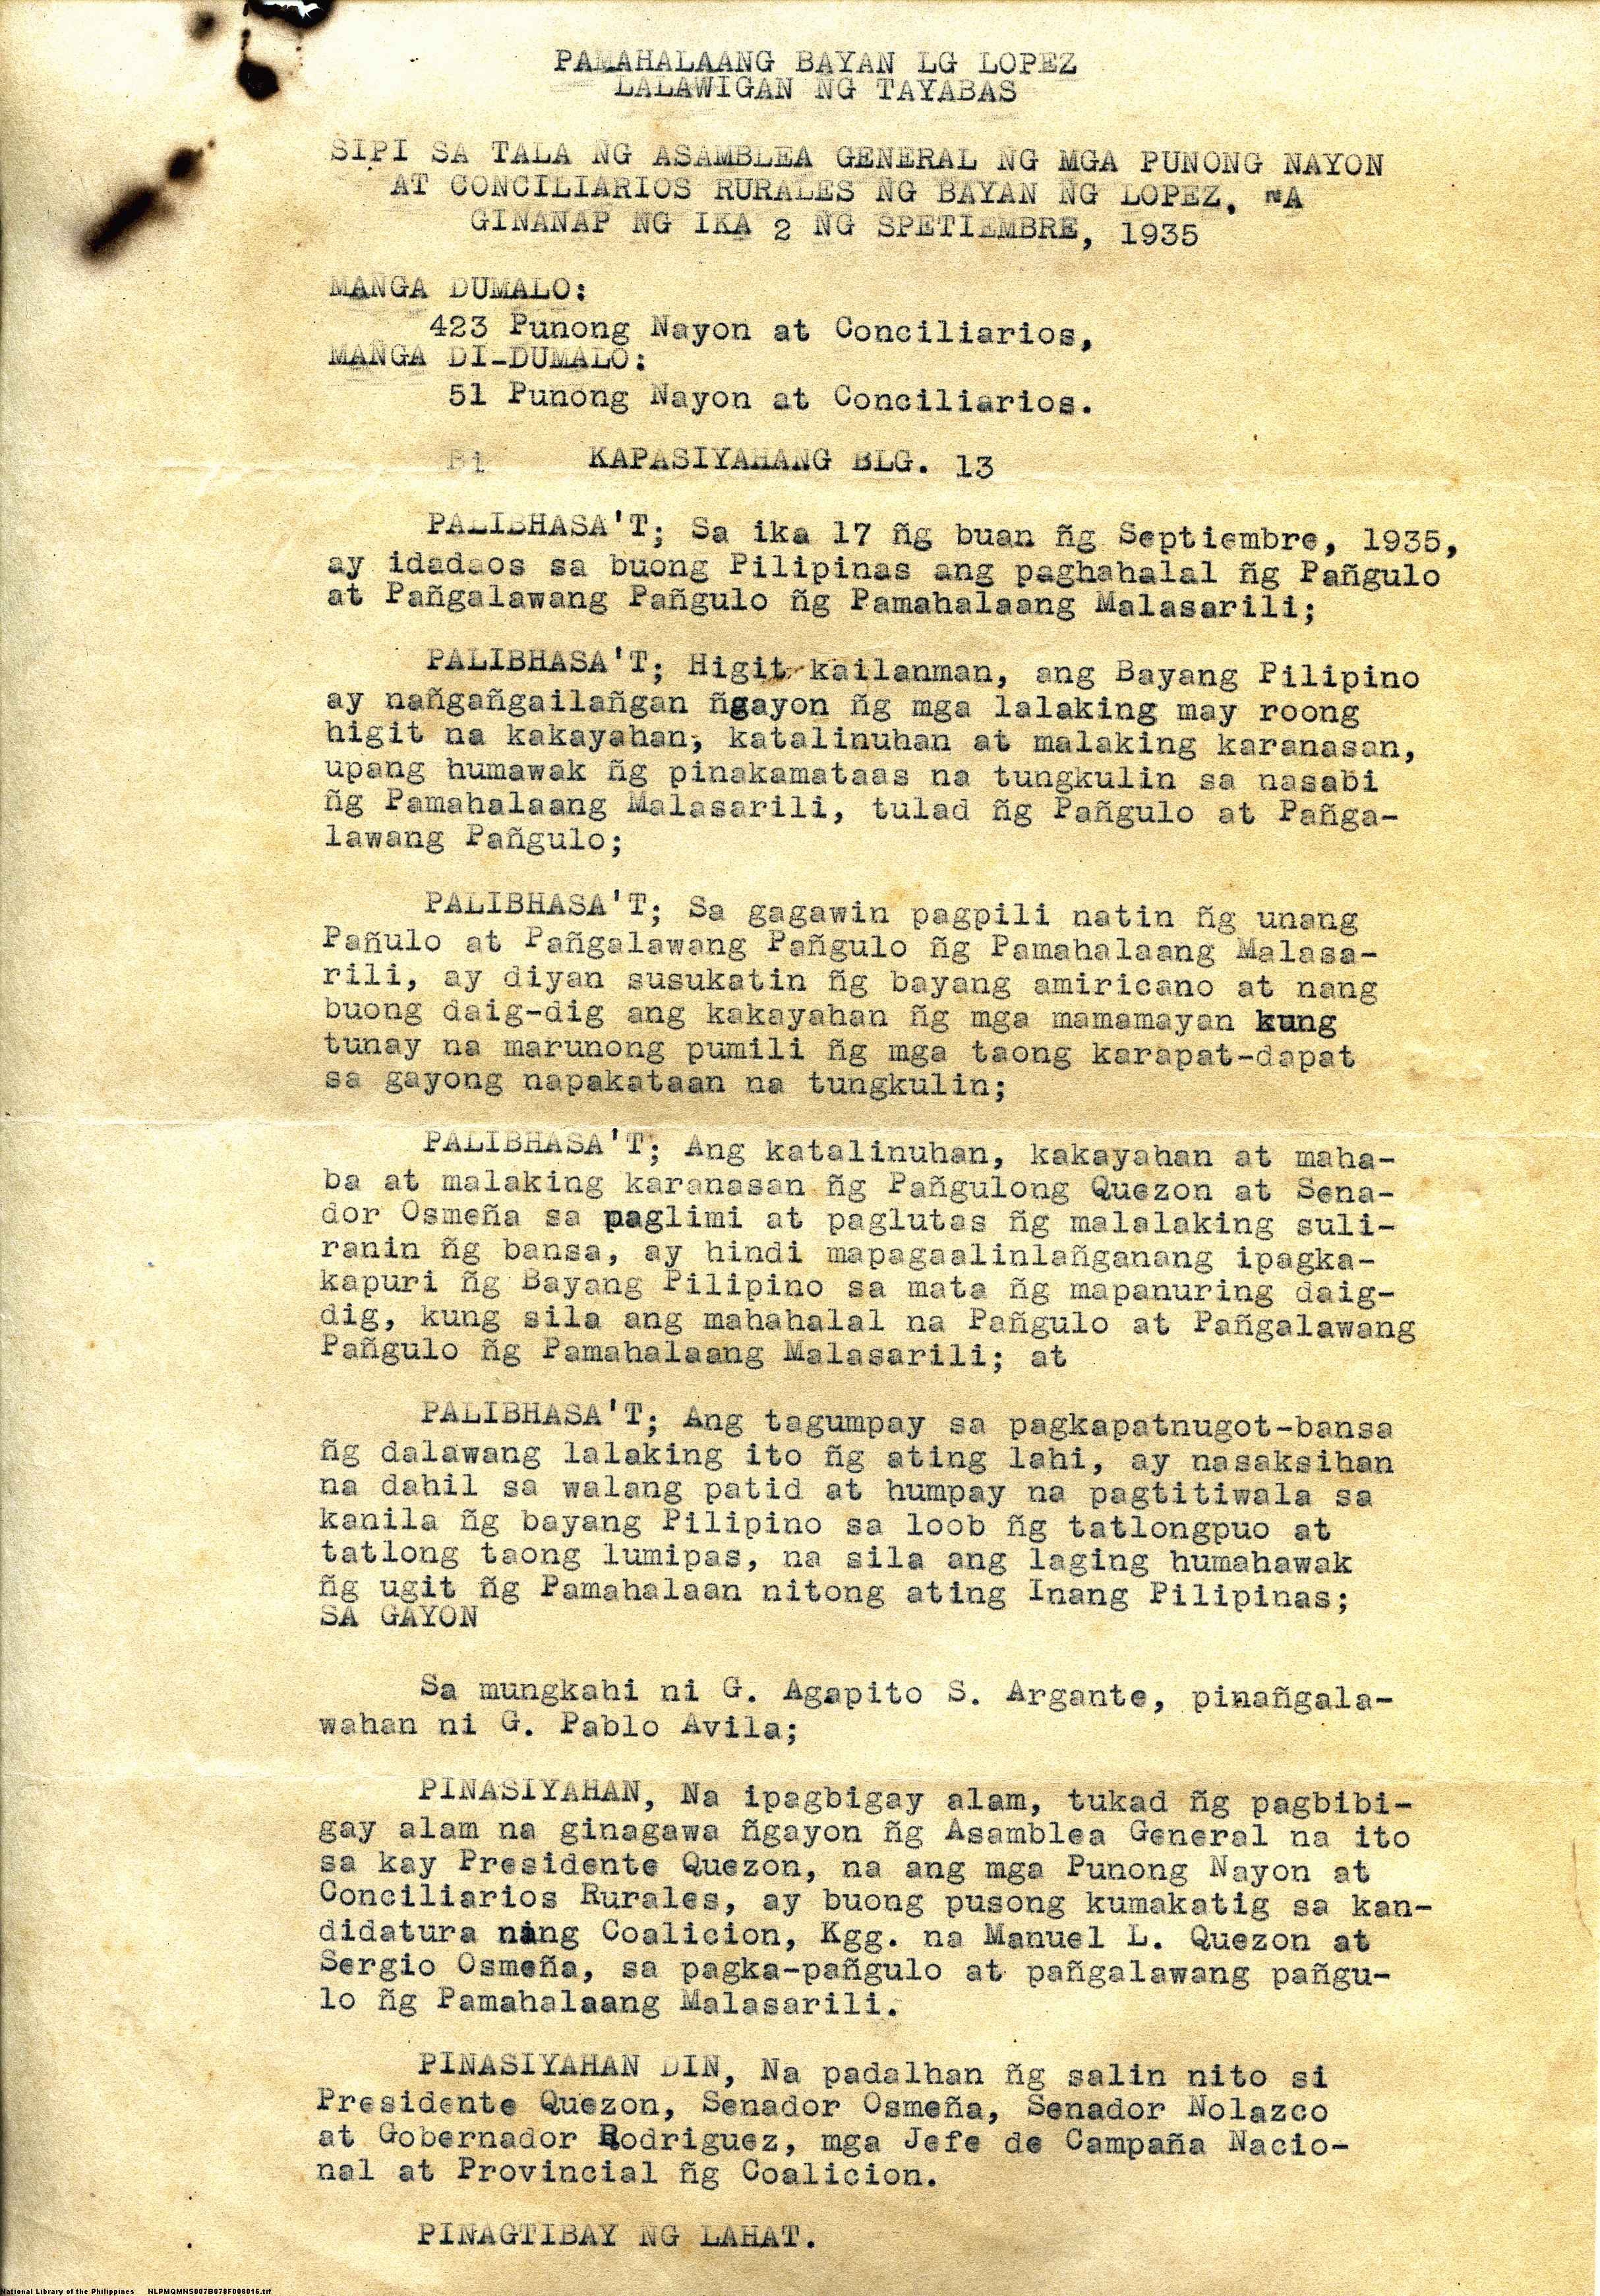 PAMAHALAANG BAYAN LG LOPEZ
LALAWIGAN NG TAYABAS
SIPI SA TALA NG ASAMBLEA GENERAL NG MGA PUNONG NAYON
AT CONCILIARIOS RURALES NG BAYAN NG LOPEZ, NA
GINANAP NG IKA 2 NG SPETIEMBRE, 1935
MANGA DUMALO:
423 Punong Nayon at Conciliarios,
MANGA DI-DUMALO:
51 Punong Nayon at Conciliarios.
Bi KAPASIYAHANG BLG. 13
PALIBHASA'T; Sa ika 17 ñg buan ñg Septiembre, 1935,
ay idadaos sa buong Pilipinas ang paghahalal ñg Pañgulo
at Pañgalawang Pañgulo ñg Pamahalaang Malasarili;
PALIBHASA'T; Higit kailanman, ang Bayang Pilipino
ay nañgañgailañgan ñgayon ñg mga lalaking may roong
higit na kakayahan, katalinuhan at malaking karanasan,
upang humawak ñg pinakamataas na tungkulin sa nasabi
ñg Pamahalaang Malasarili, tulad ñg Pañgulo at Pañga-
lawang Pañgulo;
PALIBHASA'T; Sa gagawin pagpili natin ñg unang
Pañulo at Pañgalawang Pañgulo ñg Pamahalaang Malasa-
rili, ay diyan susukatin ñg bayang amiricano at nang
buong daig-dig ang kakayahan ñg mga mamamayan kung
tunay na marunong pumili ñg mga taong karapat-dapat
sa gayong napakataan na tungkulin;
PALIBHASA'T; Ang katalinuhan, kakayahan at maha-
ba at malaking karanasan ñg Pañgulong Quezon at Sena-
dor Osmeña sa paglimi at paglutas ñg malalaking suli-
ranin ñg bansa, ay hindi mapagaalinlañganang ipagka-
kapuri ñg Bayang Pilipino sa mata ñg mapanuring daig-
dig, kung sila ang mahahalal na Pañgulo at Pañgalawang
Pañgulo ñg Pamahalaang Malasarili; at
PALIBHASA'T; Ang tagumpay sa pagkapatnugot-bansa
ñg dalawang lalaking ito ñg ating lahi, ay nasaksihan
na dahil sa walang patid at humpay na pagtitiwala sa
kanila ñg bayang Pilipino sa loob ñg tatlongpuo at
tatlong taong lumipas, na sila ang laging humahawak
ñg ugit ñg Pamahalaan nitong ating Inang Pilipinas;
SA GAYON
Sa mungkahi ni G. Agapito S. Argante, pinañgala-
wahan ni G. Pablo Avila;
PINASIYAHAN, Na ipagbigay alam, tukad ñg pagbibi-
gay alam na ginagawa ñgayon ñg Asamblea General na ito
sa kay Presidente Quezon, na ang mga Punong Nayon at
Conciliarios Rurales, ay buong pusong kumakatig sa kan-
didatura nang Coalicion, Kgg. na Manuel L. Quezon at
Sergio Osmeña, sa pagka-pañgulo at pañgalawang pañgu-
lo ñg Pamahalaang Malasarili.
PINASIYAHAN DIN, Na padalhan ñg salin nito si
Presidente Quezon, Senador Osmeña, Senador Nolazco
at Gobernador Rodriguez, mga Jefe de Campaña Nacio-
nal at Provincial ñg Coalicion.
PINAGTIBAY NG LAHAT.
National Library of the Philippines NLPMQMNS007B078F008016.tif